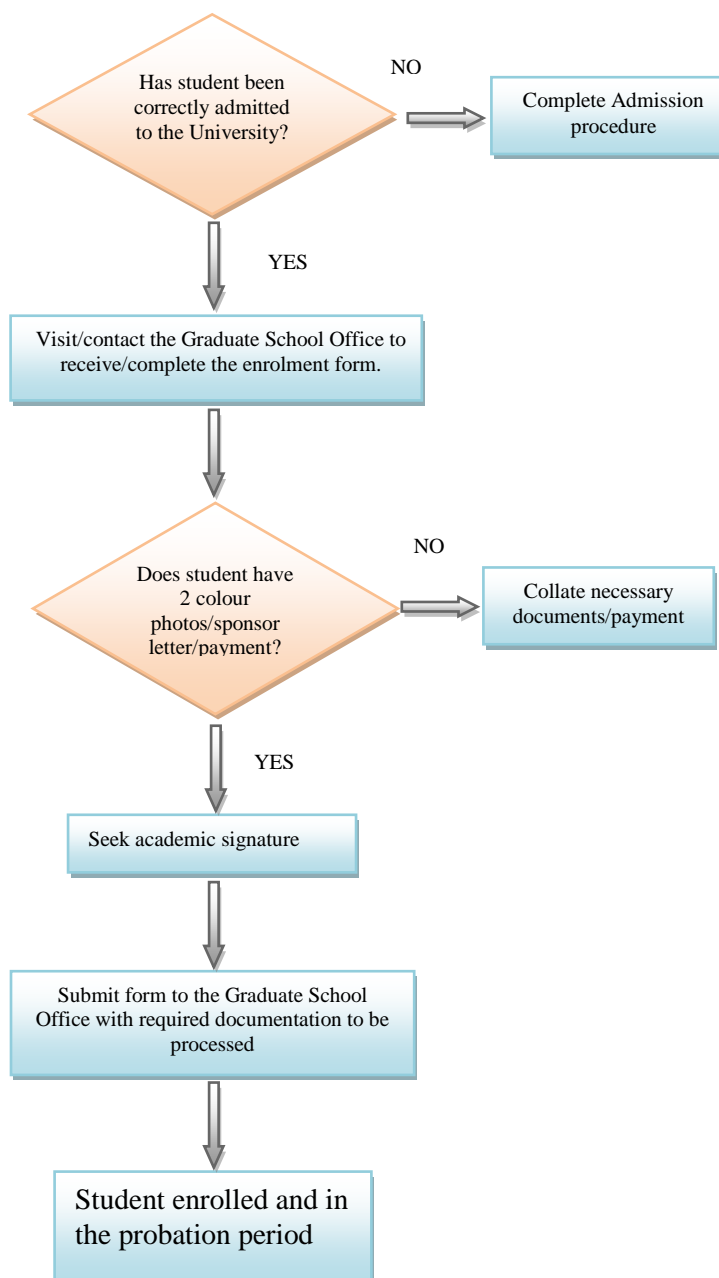 Has student been
correctly admitted
to the University?
NO
Complete Admission
procedure
YES
Visit/contact the Graduate School Office to
receive/complete the enrolment form.
Does student have
2 colour
photos/sponsor
letter/payment?
NO
Collate necessary
documents/payment
YES
Seek academic signature
Submit form to the Graduate School
Office with required documentation to be
processed
Student enrolled and in
the probation period